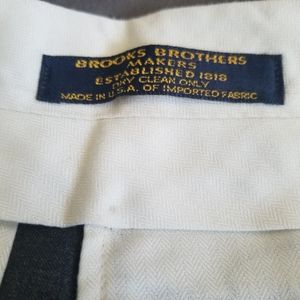 BROOKS BROTHERS
MAKERS
ESTABLISHED 1818
DRY CLEAN ONLY
MADE IN U.S.A. OF IMPORTED FABRIC